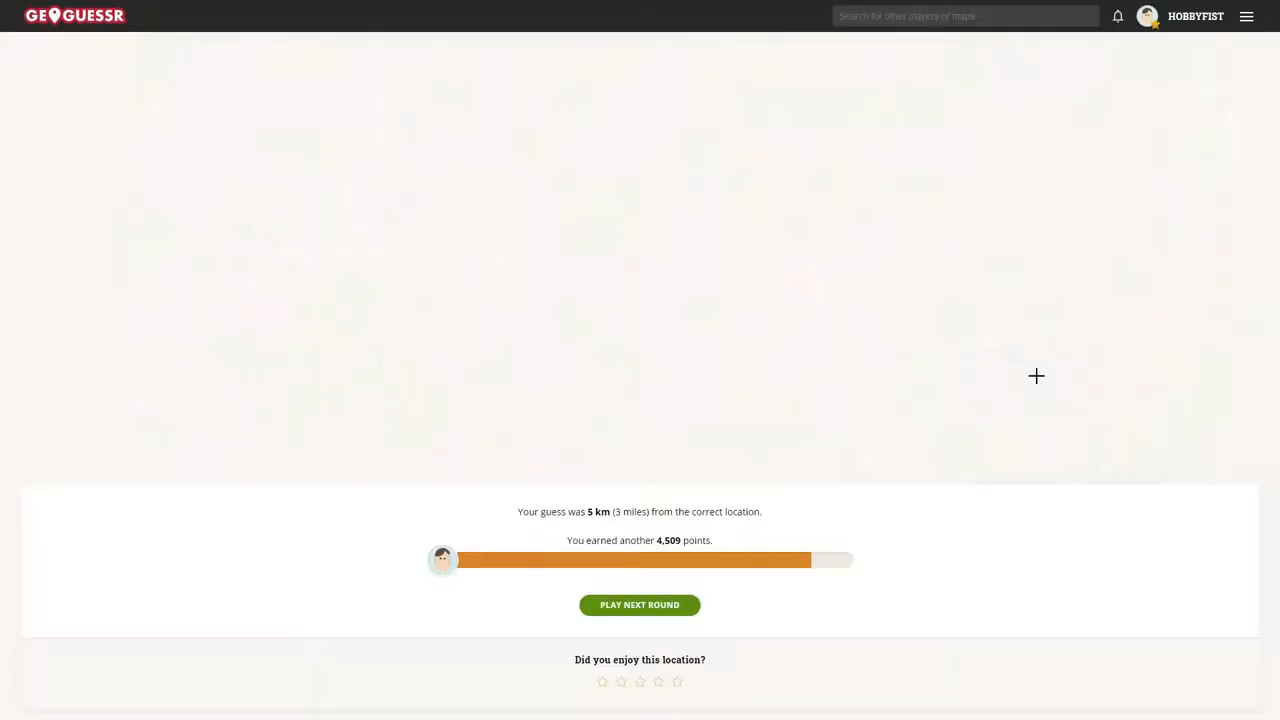 GEOGUESSR
Search for other players or maps
HOBBYFIST
Your guess was 5 km (3 miles) from the correct location.
You earned another 4,509 points.
PLAY NEXT ROUND
Did you enjoy this location?